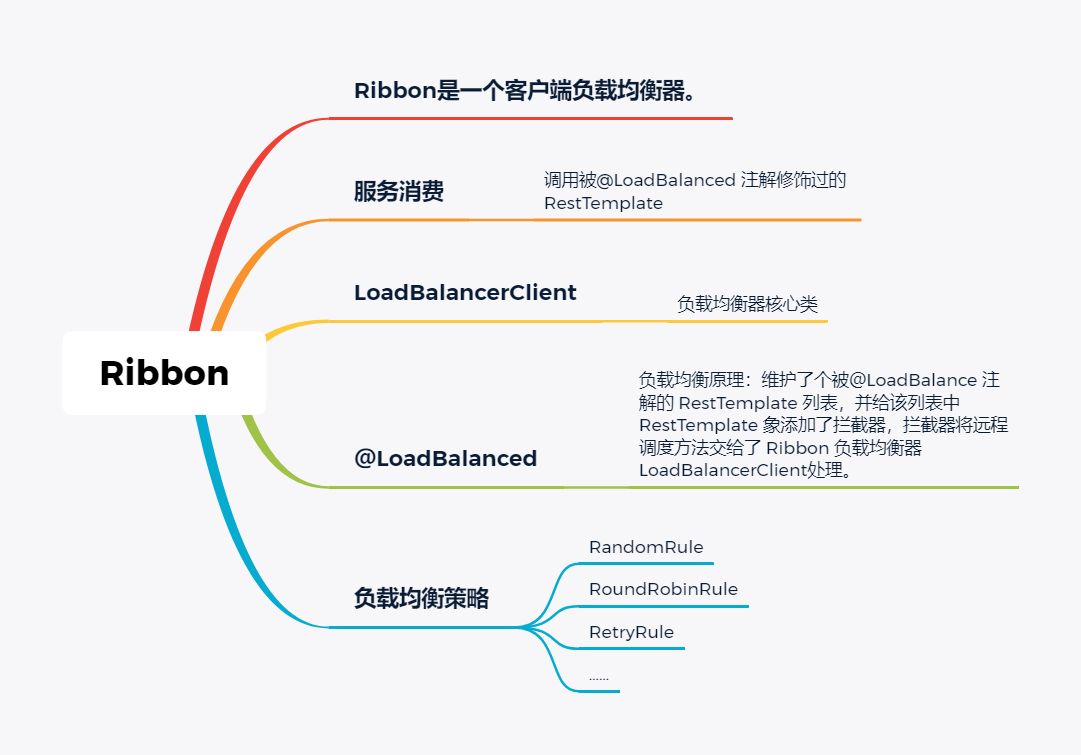 Ribbon是一个客户端负载均衡器。
服务消费
调用被@LoadBalanced 注解修饰过的
RestTemplate
LoadBalancerClient
负载均衡器核心类
Ribbon
@LoadBalanced
负载均衡原理：维护了个被@LoadBalance 注
解的 RestTemplate 列表，并给该列表中
RestTemplate 象添加了拦截器，拦截器将远程
调度方法交给了 Ribbon 负载均衡器
LoadBalancerClient处理。
负载均衡策略
RandomRule
RoundRobinRule
RetryRule
......